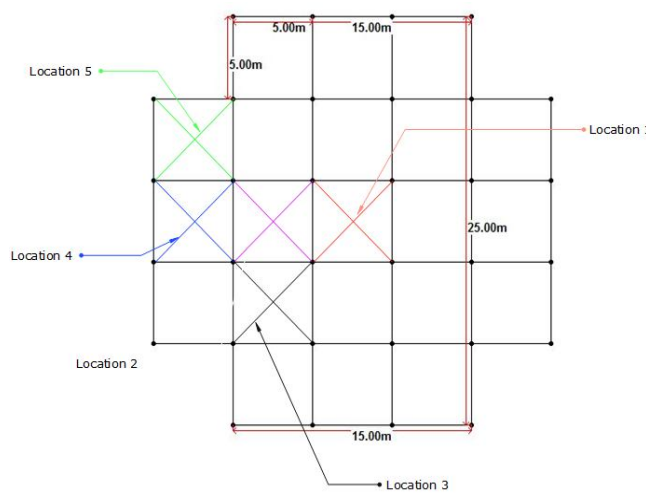 5.00m
15.00m
5.00m
Location 5
Location 1
25.00m
Location 4
Location 2
15.00m
Location 3